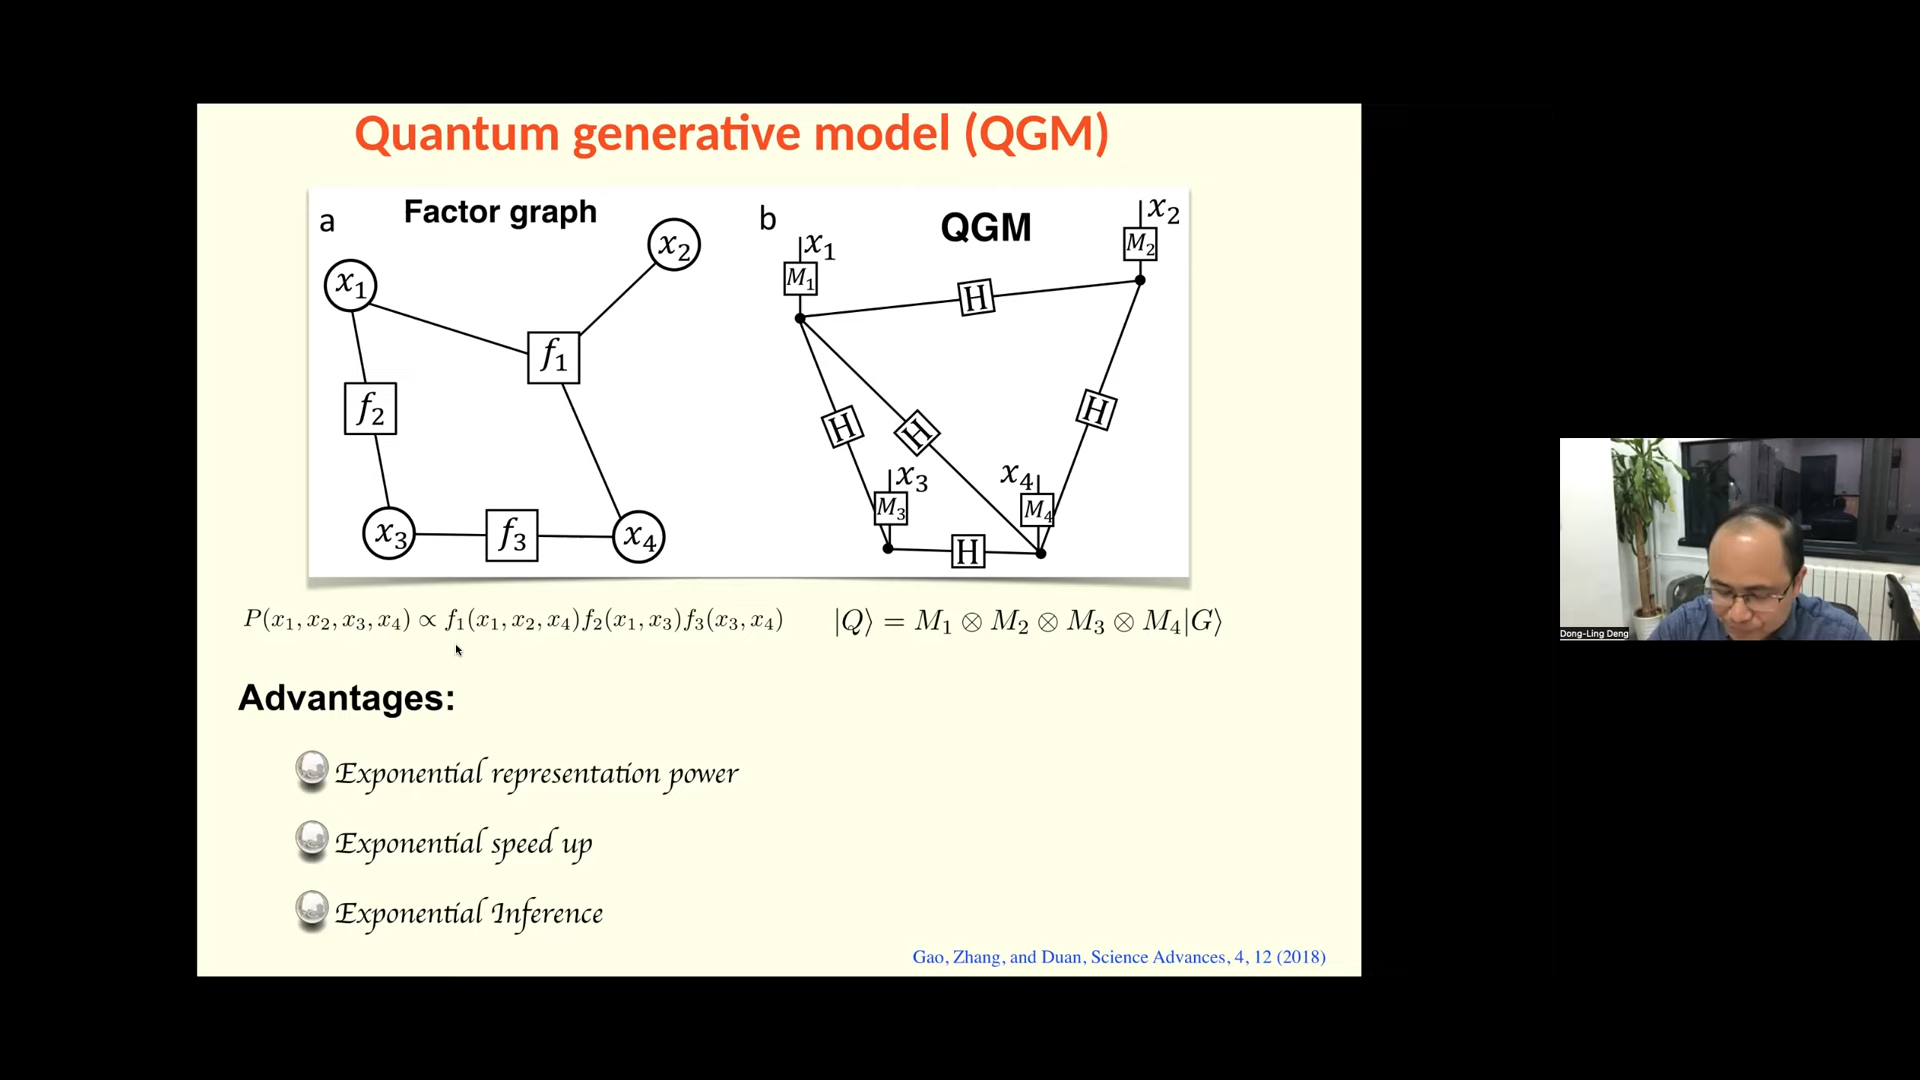 Quantum generative model (QGM)
a
Factor graph
x₁
x₂
f₁
f₂
x₃
f₃
x₄
b
QGM
x₁
M₁
x₂
M₂
H
H
H
H
x₃
M₃
x₄
M₄
H
P(x₁, x₂, x₃, x₄) ∝ f₁(x₁, x₂, x₄)f₂(x₁, x₃)f₃(x₃, x₄)
|Q⟩ = M₁ ⊗ M₂ ⊗ M₃ ⊗ M₄|G⟩
Advantages:
Exponential representation power
Exponential speed up
Exponential Inference
Gao, Zhang, and Duan, Science Advances, 4, 12 (2018)
Dong-Ling Deng